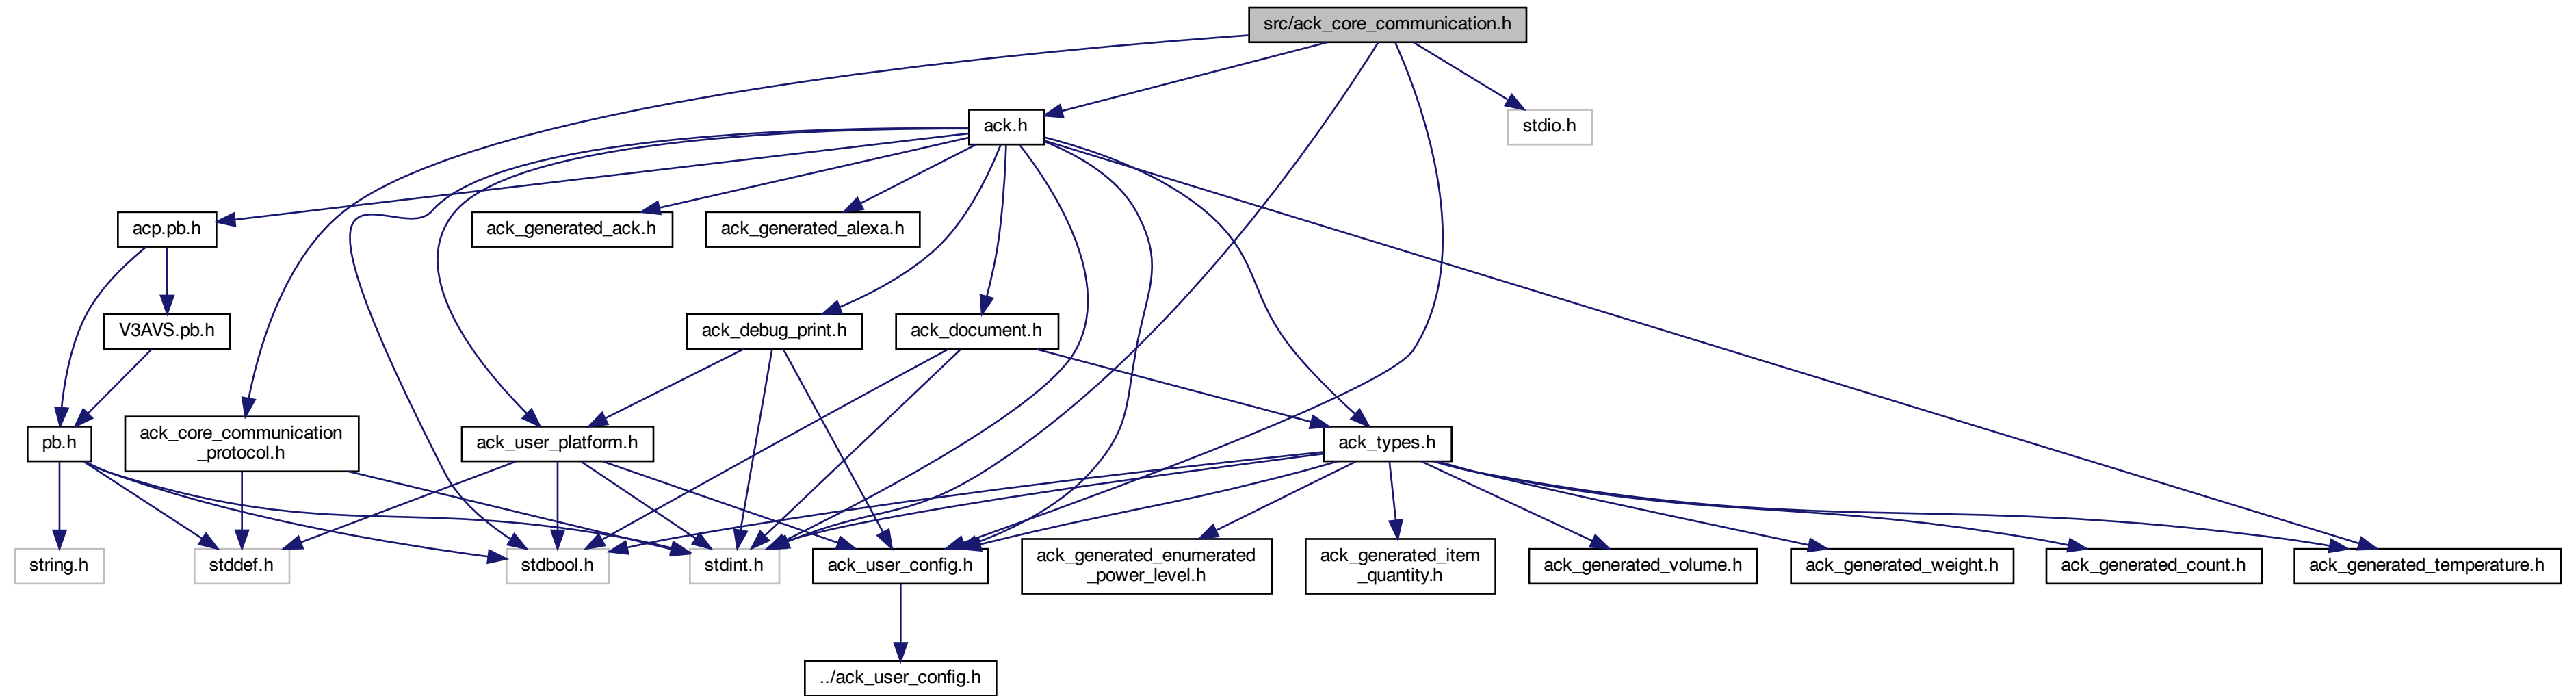 src/ack_core_communication.h
ack.h
stdio.h
acp.pb.h
ack_generated_ack.h
ack_generated_alexa.h
V3AVS.pb.h
ack_debug_print.h
ack_document.h
pb.h
ack_core_communication
_protocol.h
ack_user_platform.h
ack_types.h
string.h
stddef.h
stdbool.h
stdint.h
ack_user_config.h
ack_generated_enumerated
_power_level.h
ack_generated_item
_quantity.h
ack_generated_volume.h
ack_generated_weight.h
ack_generated_count.h
ack_generated_temperature.h
../ack_user_config.h